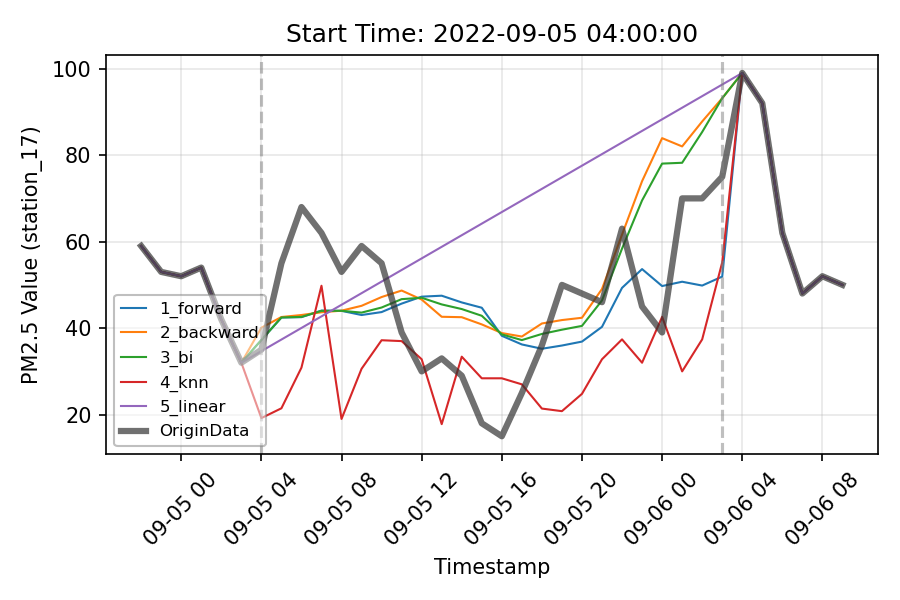 Start Time: 2022-09-05 04:00:00
PM2.5 Value (station_17)
100
80
60
40
20
1_forward
2_backward
3_bi
4_knn
5_linear
OriginData
09-05 00
09-05 04
09-05 08
09-05 12
09-05 16
09-05 20
09-06 00
09-06 04
09-06 08
Timestamp